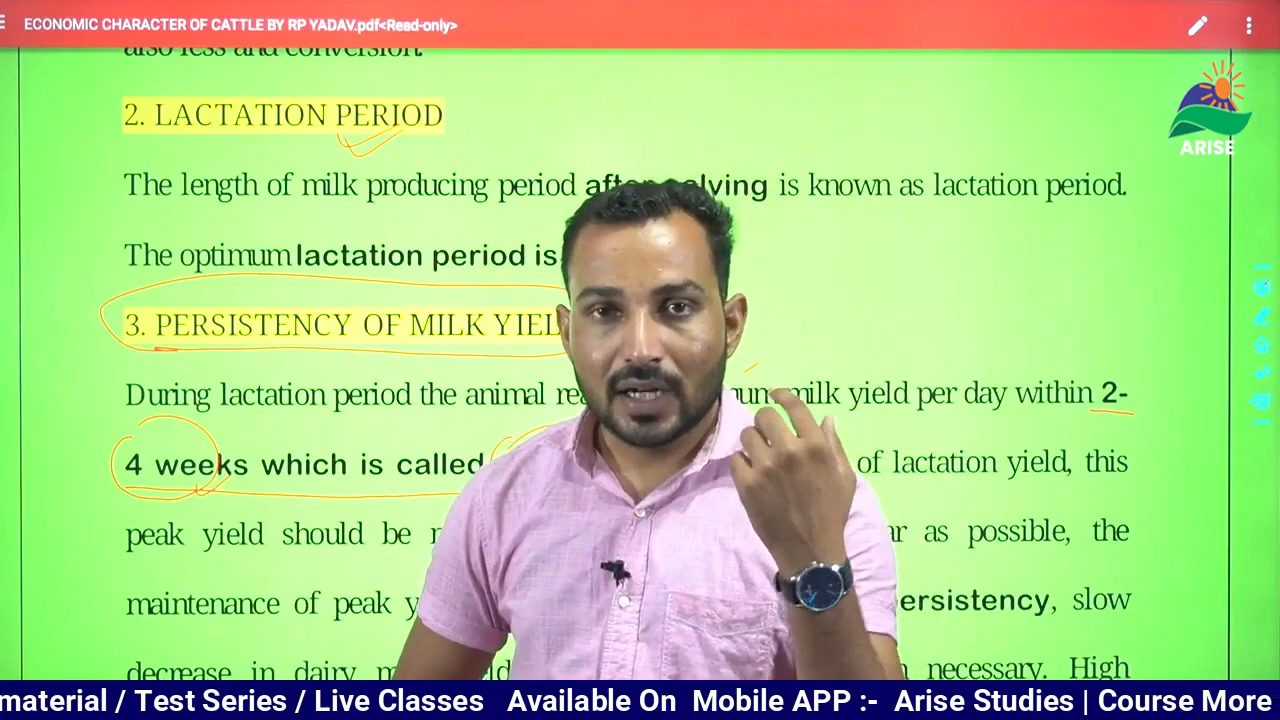 ECONOMIC CHARACTER OF CATTLE BY RP YADAV.pdf<Read-only>
also less and conversion.
2. LACTATION PERIOD
ARISE
The length of milk producing period after calving is known as lactation period.
The optimum lactation period is
3. PERSISTENCY OF MILK
During lactation period the animal milk yield per day within 2-
4 weeks which is called of lactation yield, this
peak yield should be as possible, the
maintenance of peak slow
decrease in dairy necessary. High
material / Test Series / Live Classes Available On Mobile APP :- Arise Studies | Course More